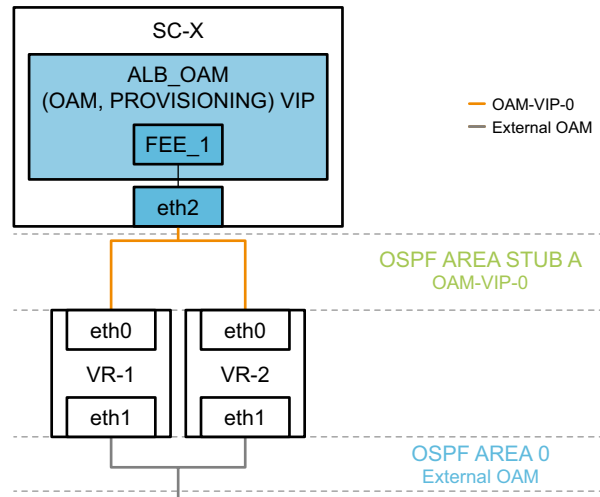 SC-X
ALB_OAM
(OAM, PROVISIONING) VIP
FEE_1
eth2
OAM-VIP-0
External OAM
OSPF AREA STUB A
OAM-VIP-0
eth0
eth0
VR-1
VR-2
eth1
eth1
OSPF AREA 0
External OAM